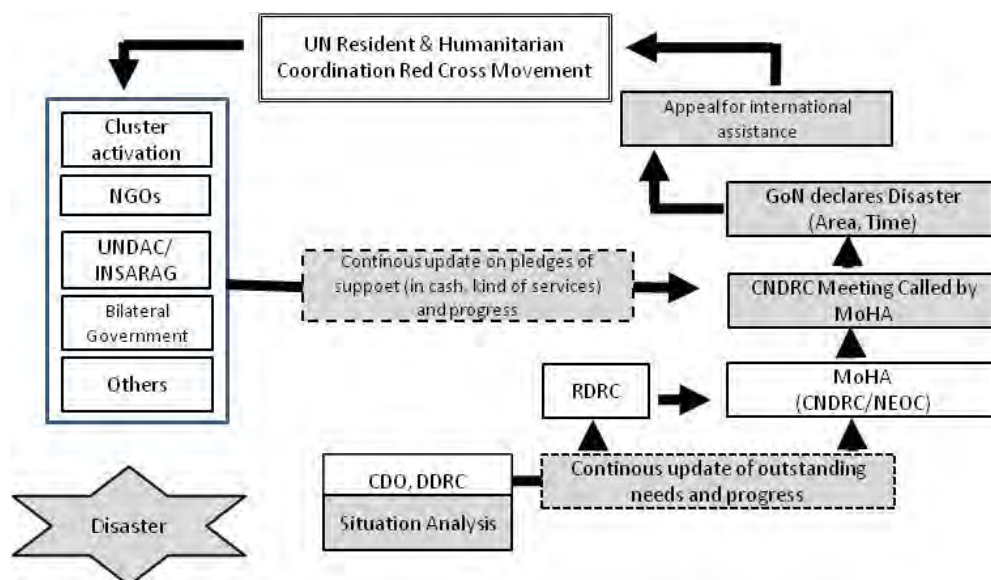 UN Resident & Humanitarian
Coordination Red Cross Movement
Appeal for international
assistance
Cluster
activation
NGOs
UNDAC/
INSARAG
Bilateral
Government
Others
GoN declares Disaster
(Area, Time)
Continous update on pledges of
suppoet (in cash, kind of services)
and progress
CNDRC Meeting Called by
MoHA
RDRC
MoHA
(CNDRC/NEOC)
CDO, DDRC
Situation Analysis
Continous update of outstanding
needs and progress
Disaster